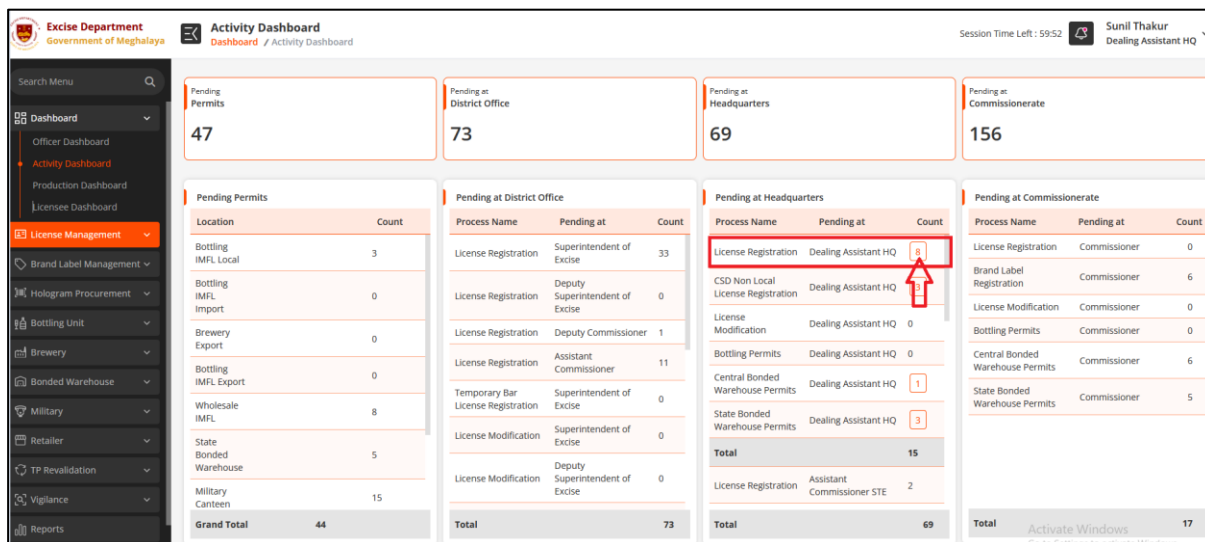 Excise Department
Government of Meghalaya
Activity Dashboard
Dashboard / Activity Dashboard
Session Time Left : 59:52
Sunil Thakur
Dealing Assistant HQ
Search Menu
Dashboard
Officer Dashboard
Activity Dashboard
Production Dashboard
Licensee Dashboard
License Management
Brand Label Management
Hologram Procurement
Bottling Unit
Brewery
Bonded Warehouse
Military
Retailer
TP Revalidation
Vigilance
Reports
Pending
Permits
47
Pending at
District Office
73
Pending at
Headquarters
69
Pending at
Commissionerate
156
Pending Permits
Location Count
Bottling
IMFL Local 3
Bottling
IMFL
Import 0
Brewery
Export 0
Bottling
IMFL Export 0
Wholesale
IMFL 8
State
Bonded
Warehouse 5
Military
Canteen 15
Grand Total 44
Pending at District Office
Process Name Pending at Count
License Registration Superintendent of
Excise 33
License Registration Deputy
Superintendent of
Excise 0
License Registration Deputy Commissioner 1
License Registration Assistant
Commissioner 11
Temporary Bar
License Registration Superintendent of
Excise 0
License Modification Superintendent of
Excise 0
License Modification Deputy
Superintendent of
Excise 0
Total 73
Pending at Headquarters
Process Name Pending at Count
License Registration Dealing Assistant HQ 8
CSD Non Local
License Registration Dealing Assistant HQ 3
License
Modification Dealing Assistant HQ 0
Bottling Permits Dealing Assistant HQ 0
Central Bonded
Warehouse Permits Dealing Assistant HQ 1
State Bonded
Warehouse Permits Dealing Assistant HQ 3
Total 15
License Registration Assistant
Commissioner STE 2
Total 69
Pending at Commissionerate
Process Name Pending at Count
License Registration Commissioner 0
Brand Label
Registration Commissioner 6
License Modification Commissioner 0
Bottling Permits Commissioner 0
Central Bonded
Warehouse Permits Commissioner 6
State Bonded
Warehouse Permits Commissioner 5
Total 17
Activate Windows